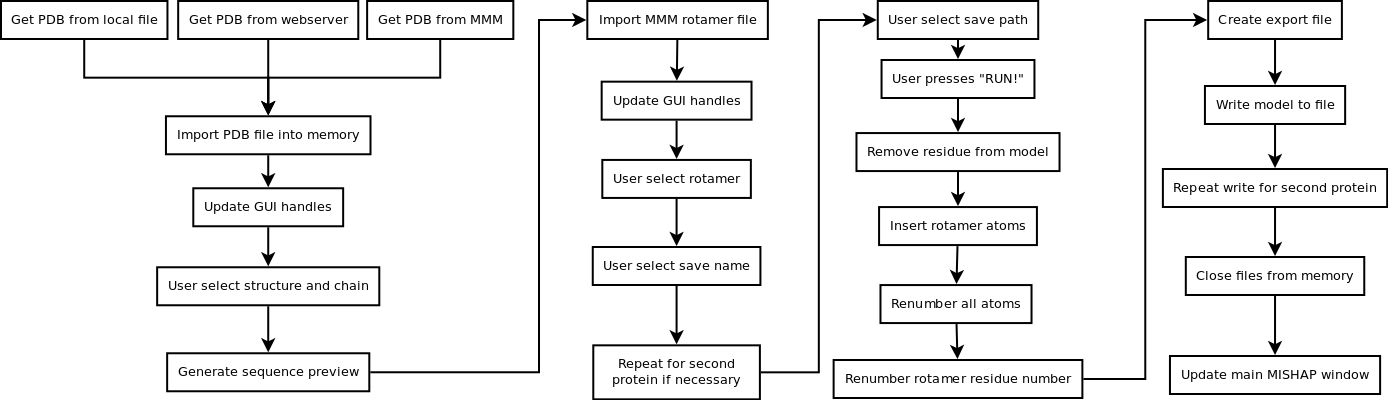 Get PDB from local file
Get PDB from webserver
Get PDB from MMM
Import PDB file into memory
Update GUI handles
User select structure and chain
Generate sequence preview
Import MMM rotamer file
Update GUI handles
User select rotamer
User select save name
Repeat for second
protein if necessary
User select save path
User presses "RUN!"
Remove residue from model
Insert rotamer atoms
Renumber all atoms
Renumber rotamer residue number
Create export file
Write model to file
Repeat write for second protein
Close files from memory
Update main MISHAP window